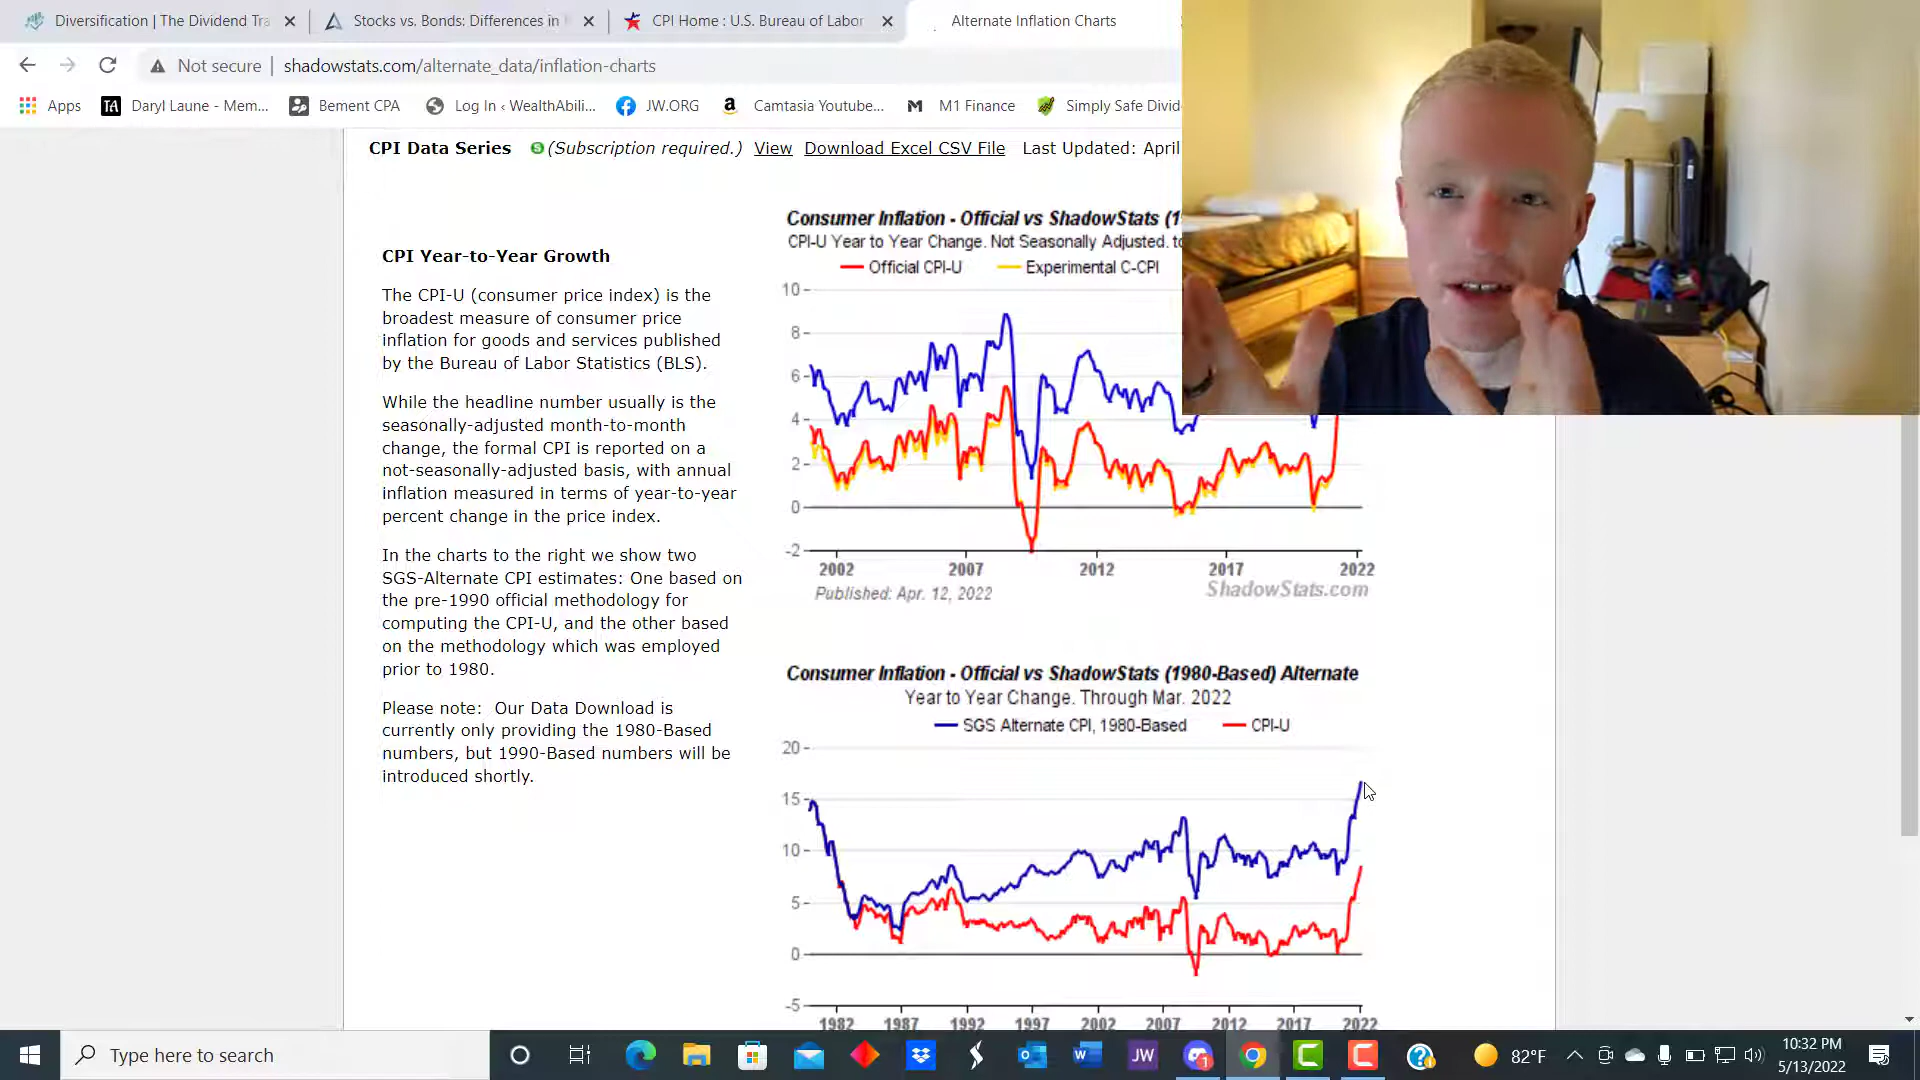 Diversification | The Dividend Tra
Stocks vs. Bonds: Differences in
CPI Home : U.S. Bureau of Labor
Alternate Inflation Charts
Not secure
shadowstats.com/alternate_data/inflation-charts
Apps
Daryl Laune - Mem...
Bement CPA
Log In ‹ WealthAbili...
JW.ORG
Camtasia Youtube...
M1 Finance
Simply Safe Divid
CPI Data Series
(Subscription required.) View Download Excel CSV File Last Updated: April
CPI Year-to-Year Growth
The CPI-U (consumer price index) is the
broadest measure of consumer price
inflation for goods and services published
by the Bureau of Labor Statistics (BLS).
While the headline number usually is the
seasonally-adjusted month-to-month
change, the formal CPI is reported on a
not-seasonally-adjusted basis, with annual
inflation measured in terms of year-to-year
percent change in the price index.
In the charts to the right we show two
SGS-Alternate CPI estimates: One based on
the pre-1990 official methodology for
computing the CPI-U, and the other based
on the methodology which was employed
prior to 1980.
Please note: Our Data Download is
currently only providing the 1980-Based
numbers, but 1990-Based numbers will be
introduced shortly.
Consumer Inflation - Official vs ShadowStats (1
CPI-U Year to Year Change. Not Seasonally Adjusted. to
Official CPI-U
Experimental C-CPI
10
8
6
4
2
0
-2
2002
2007
2012
2017
2022
Published: Apr. 12, 2022
ShadowStats.com
Consumer Inflation - Official vs ShadowStats (1980-Based) Alternate
Year to Year Change. Through Mar. 2022
SGS Alternate CPI, 1980-Based
CPI-U
20
15
10
5
0
-5
1982
1987
1992
1997
2002
2007
2012
2017
2022
Type here to search
JW
1
82°F
10:32 PM
5/13/2022